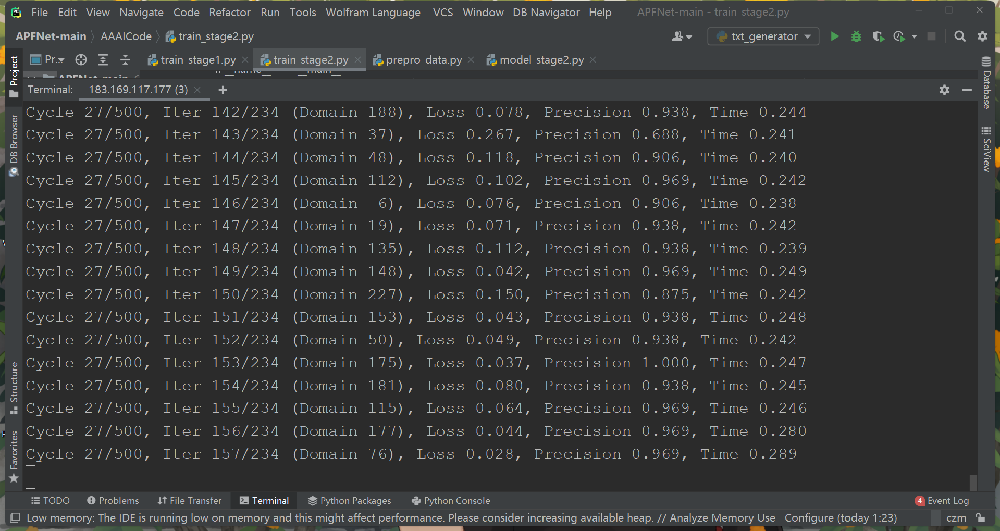 File Edit View Navigate Code Refactor Run Tools Wolfram Language VCS Window DB Navigator Help APFNet-main - train_stage2.py
APFNet-main AAAICode train_stage2.py txt_generator
Pr... train_stage1.py train_stage2.py prepro_data.py model_stage2.py
Terminal: 183.169.117.177 (3) +
Cycle 27/500, Iter 142/234 (Domain 188), Loss 0.078, Precision 0.938, Time 0.244
Cycle 27/500, Iter 143/234 (Domain 37), Loss 0.267, Precision 0.688, Time 0.241
Cycle 27/500, Iter 144/234 (Domain 48), Loss 0.118, Precision 0.906, Time 0.240
Cycle 27/500, Iter 145/234 (Domain 112), Loss 0.102, Precision 0.969, Time 0.242
Cycle 27/500, Iter 146/234 (Domain  6), Loss 0.076, Precision 0.906, Time 0.238
Cycle 27/500, Iter 147/234 (Domain 19), Loss 0.071, Precision 0.938, Time 0.242
Cycle 27/500, Iter 148/234 (Domain 135), Loss 0.112, Precision 0.938, Time 0.239
Cycle 27/500, Iter 149/234 (Domain 148), Loss 0.042, Precision 0.969, Time 0.249
Cycle 27/500, Iter 150/234 (Domain 227), Loss 0.150, Precision 0.875, Time 0.242
Cycle 27/500, Iter 151/234 (Domain 153), Loss 0.043, Precision 0.938, Time 0.248
Cycle 27/500, Iter 152/234 (Domain 50), Loss 0.049, Precision 0.938, Time 0.242
Cycle 27/500, Iter 153/234 (Domain 175), Loss 0.037, Precision 1.000, Time 0.247
Cycle 27/500, Iter 154/234 (Domain 181), Loss 0.080, Precision 0.938, Time 0.245
Cycle 27/500, Iter 155/234 (Domain 115), Loss 0.064, Precision 0.969, Time 0.246
Cycle 27/500, Iter 156/234 (Domain 177), Loss 0.044, Precision 0.969, Time 0.280
Cycle 27/500, Iter 157/234 (Domain 76), Loss 0.028, Precision 0.969, Time 0.289
Project
DB Browser
Structure
Favorites
Database
SciView
TODO Problems File Transfer Terminal Python Packages Python Console 4 Event Log
Low memory: The IDE is running low on memory and this might affect performance. Please consider increasing available heap. // Analyze Memory Use Configure (today 1:23) czm